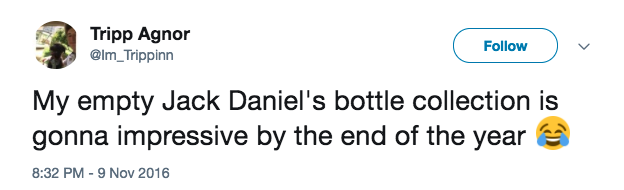 Tripp Agnor
@Im_Trippinn
Follow
My empty Jack Daniel's bottle collection is
gonna impressive by the end of the year 😂
8:32 PM - 9 Nov 2016